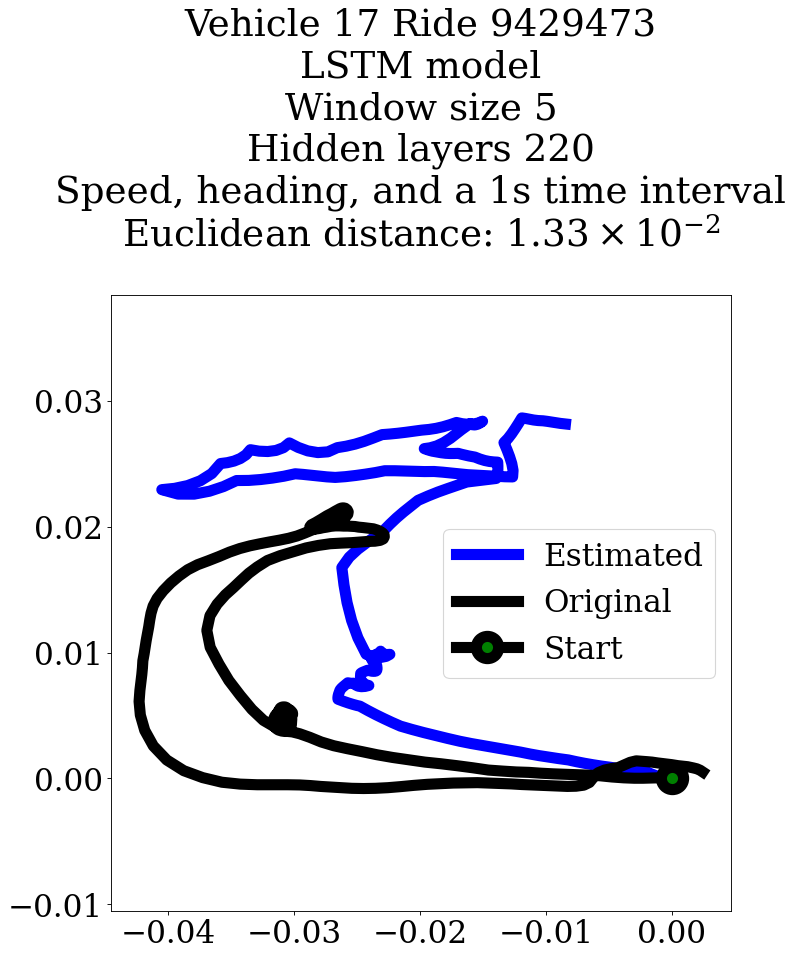 Vehicle 17 Ride 9429473
LSTM model
Window size 5
Hidden layers 220
Speed, heading, and a 1s time interval
Euclidean distance: 1.33 × 10⁻²
0.03
0.02
0.01
0.00
−0.01
Estimated
Original
Start
−0.04 −0.03 −0.02 −0.01 0.00